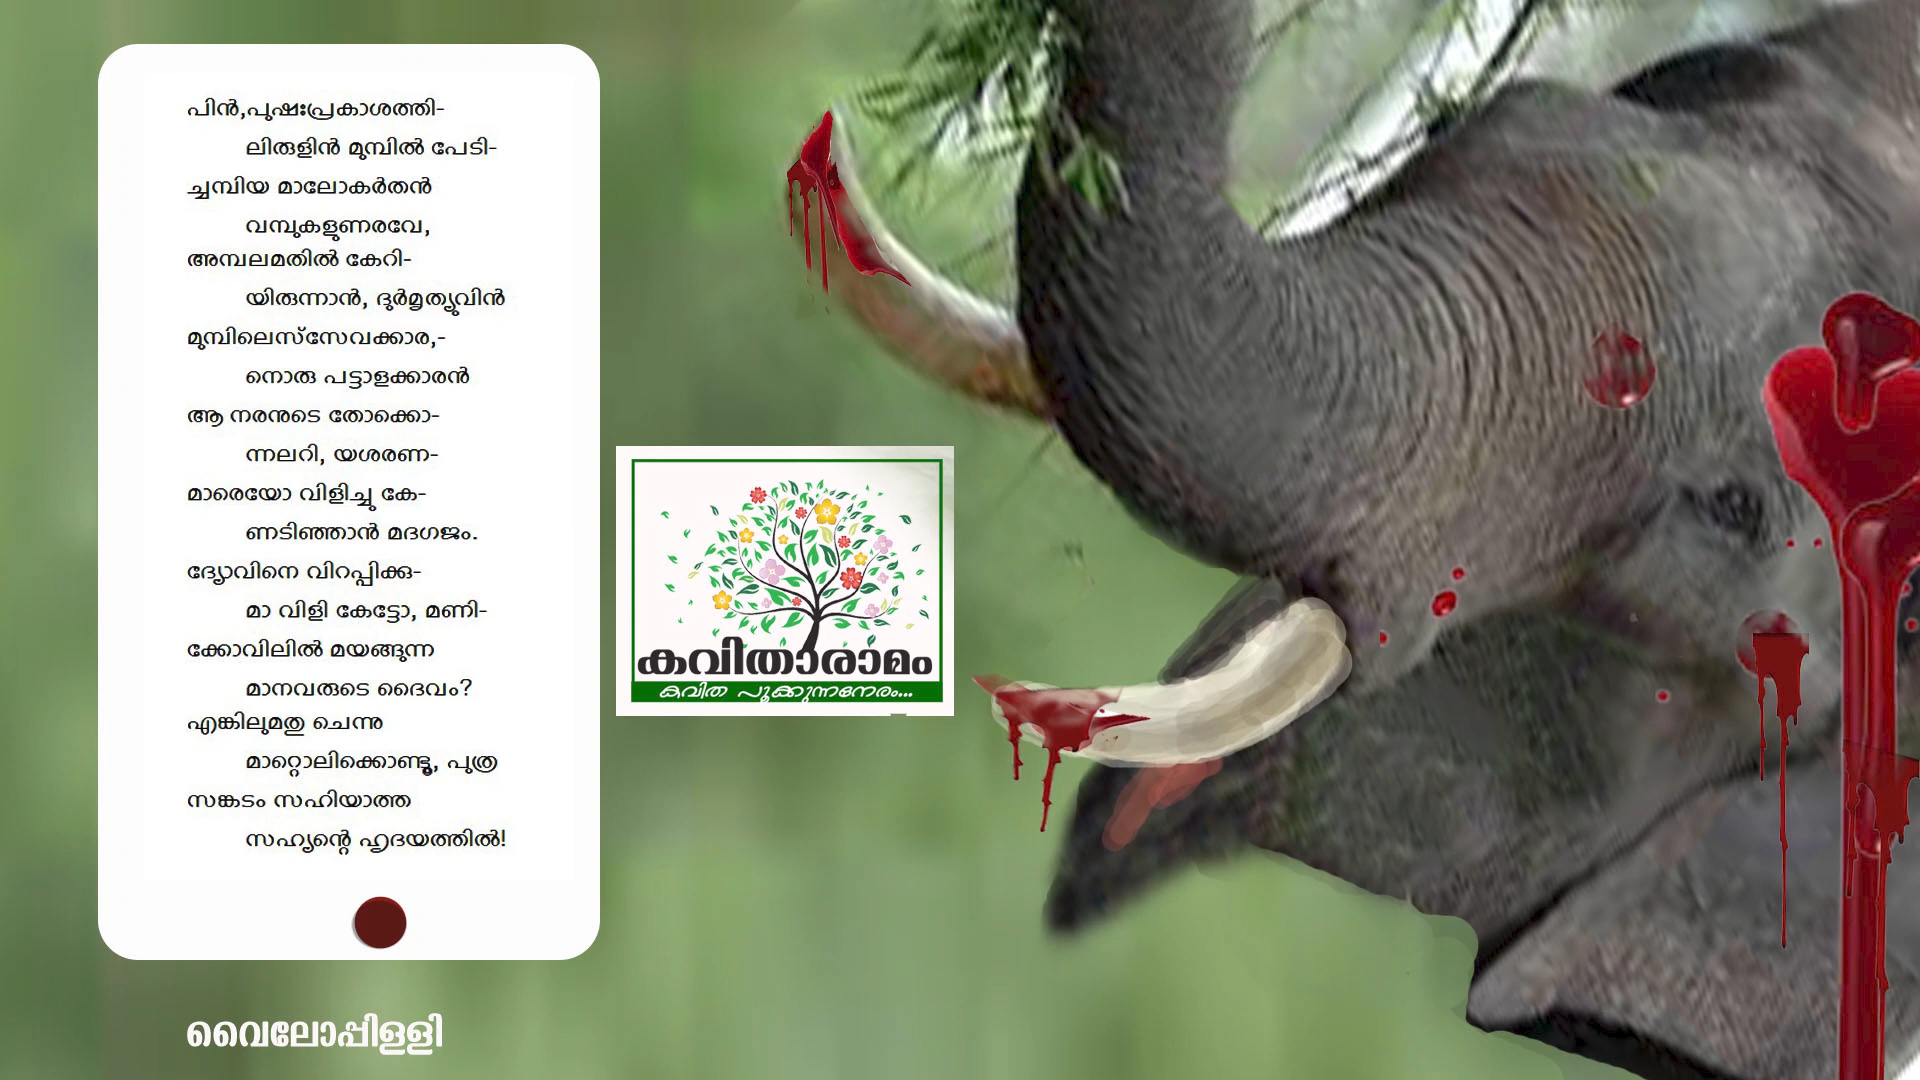 പിൻ,പുഷഃപ്രകാശത്തി-
ലിരുളിൻ മുമ്പിൽ പേടി-
ച്ചമ്പിയ മാലോകർതൻ
വമ്പുകളുണരവേ,
അമ്പലമതിൽ കേറി-
യിരുന്നാൻ, ദുർമൃത്യുവിൻ
മുമ്പിലെസ്സേവക്കാര,-
നൊരു പട്ടാളക്കാരൻ
ആ നരനുടെ തോക്കൊ-
ന്നലറി, യശരണ-
മാരെയോ വിളിച്ചു കേ-
ണടിഞ്ഞാൻ മദഗജം.
ദ്യോവിനെ വിറപ്പിക്കു-
മാ വിളി കേട്ടോ, മണി-
ക്കോവിലിൽ മയങ്ങുന്ന
മാനവരുടെ ദൈവം?
എങ്കിലുമതു ചെന്നു
മാറ്റൊലിക്കൊണ്ടൂ, പുത്ര
സങ്കടം സഹിയാത്ത
സഹ്യന്റെ ഹൃദയത്തിൽ!
കവിതാരാമം
കവിത പൂക്കുന്നനേരം...
വൈലോപ്പിള്ളി